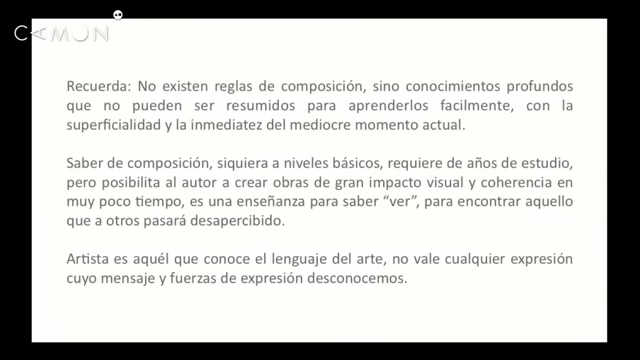 CAMON
Recuerda: No existen reglas de composición, sino conocimientos profundos
que no pueden ser resumidos para aprenderlos facilmente, con la
superficialidad y la inmediatez del mediocre momento actual.
Saber de composición, siquiera a niveles básicos, requiere de años de estudio,
pero posibilita al autor a crear obras de gran impacto visual y coherencia en
muy poco tiempo, es una enseñanza para saber “ver”, para encontrar aquello
que a otros pasará desapercibido.
Artista es aquél que conoce el lenguaje del arte, no vale cualquier expresión
cuyo mensaje y fuerzas de expresión desconocemos.